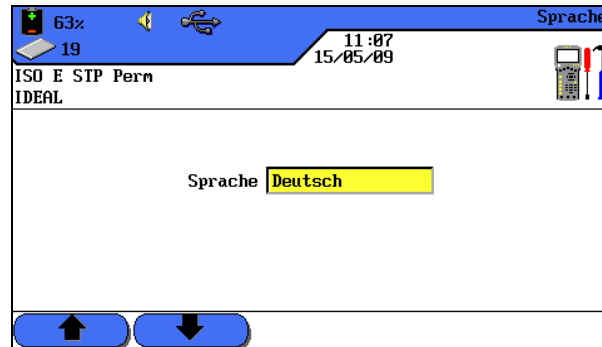 63%
Sprache
19
11:07
15/05/09
ISO E STP Perm
IDEAL
Sprache Deutsch